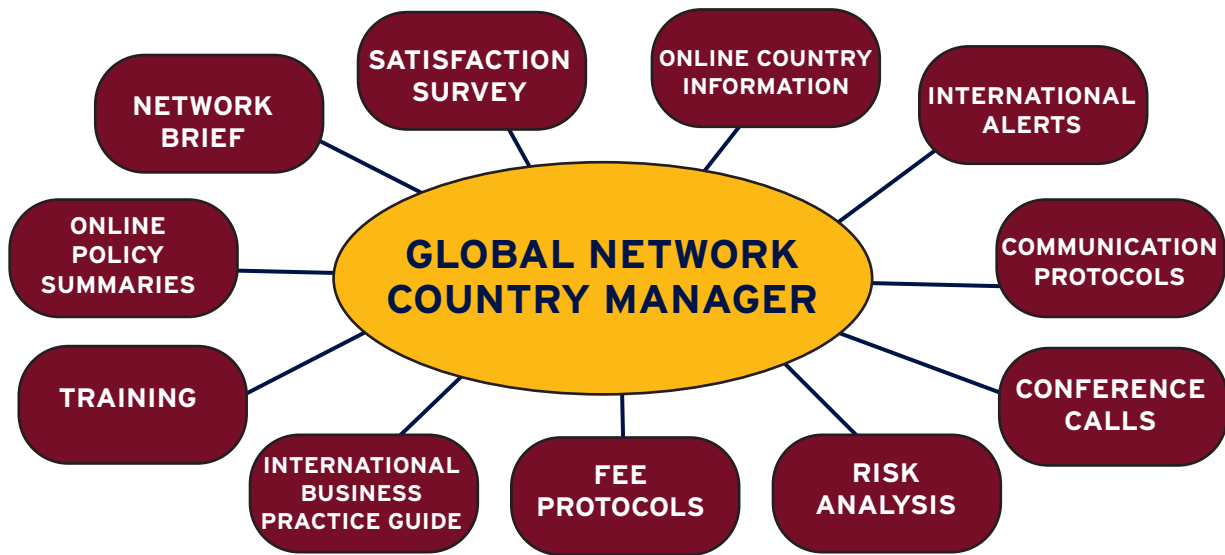 SATISFACTION
SURVEY
ONLINE COUNTRY
INFORMATION
NETWORK
BRIEF
INTERNATIONAL
ALERTS
ONLINE
POLICY
SUMMARIES
GLOBAL NETWORK
COUNTRY MANAGER
COMMUNICATION
PROTOCOLS
TRAINING
CONFERENCE
CALLS
INTERNATIONAL
BUSINESS
PRACTICE GUIDE
FEE
PROTOCOLS
RISK
ANALYSIS